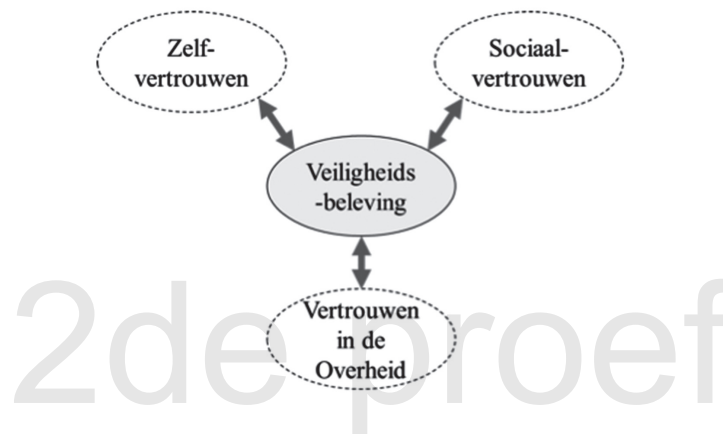 Zelf-
vertrouwen
Sociaal-
vertrouwen
Veiligheids
-beleving
Vertrouwen
in de
Overheid
2de proef